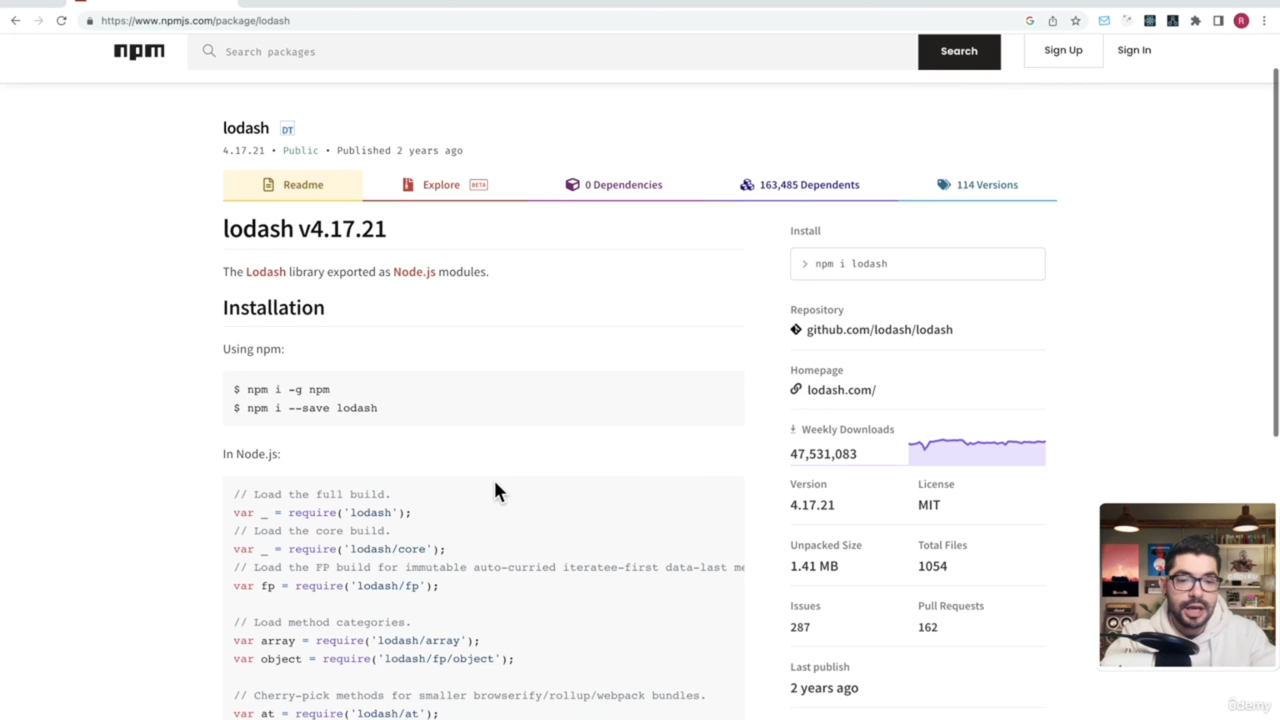 https://www.npmjs.com/package/lodash
R
npm
Search packages
Search
Sign Up
Sign In
lodash DT
4.17.21 • Public • Published 2 years ago
Readme
Explore BETA
0 Dependencies
163,485 Dependents
114 Versions
lodash v4.17.21
The Lodash library exported as Node.js modules.
Installation
Using npm:
$ npm i -g npm
$ npm i --save lodash
In Node.js:
// Load the full build.
var _ = require('lodash');
// Load the core build.
var _ = require('lodash/core');
// Load the FP build for immutable auto-curried iteratee-first data-last me
var fp = require('lodash/fp');
// Load method categories.
var array = require('lodash/array');
var object = require('lodash/fp/object');
// Cherry-pick methods for smaller browserify/rollup/webpack bundles.
var at = require('lodash/at');
Install
> npm i lodash
Repository
github.com/lodash/lodash
Homepage
lodash.com/
Weekly Downloads
47,531,083
Version
4.17.21
License
MIT
Unpacked Size
1.41 MB
Total Files
1054
Issues
287
Pull Requests
162
Last publish
2 years ago
ûdemy